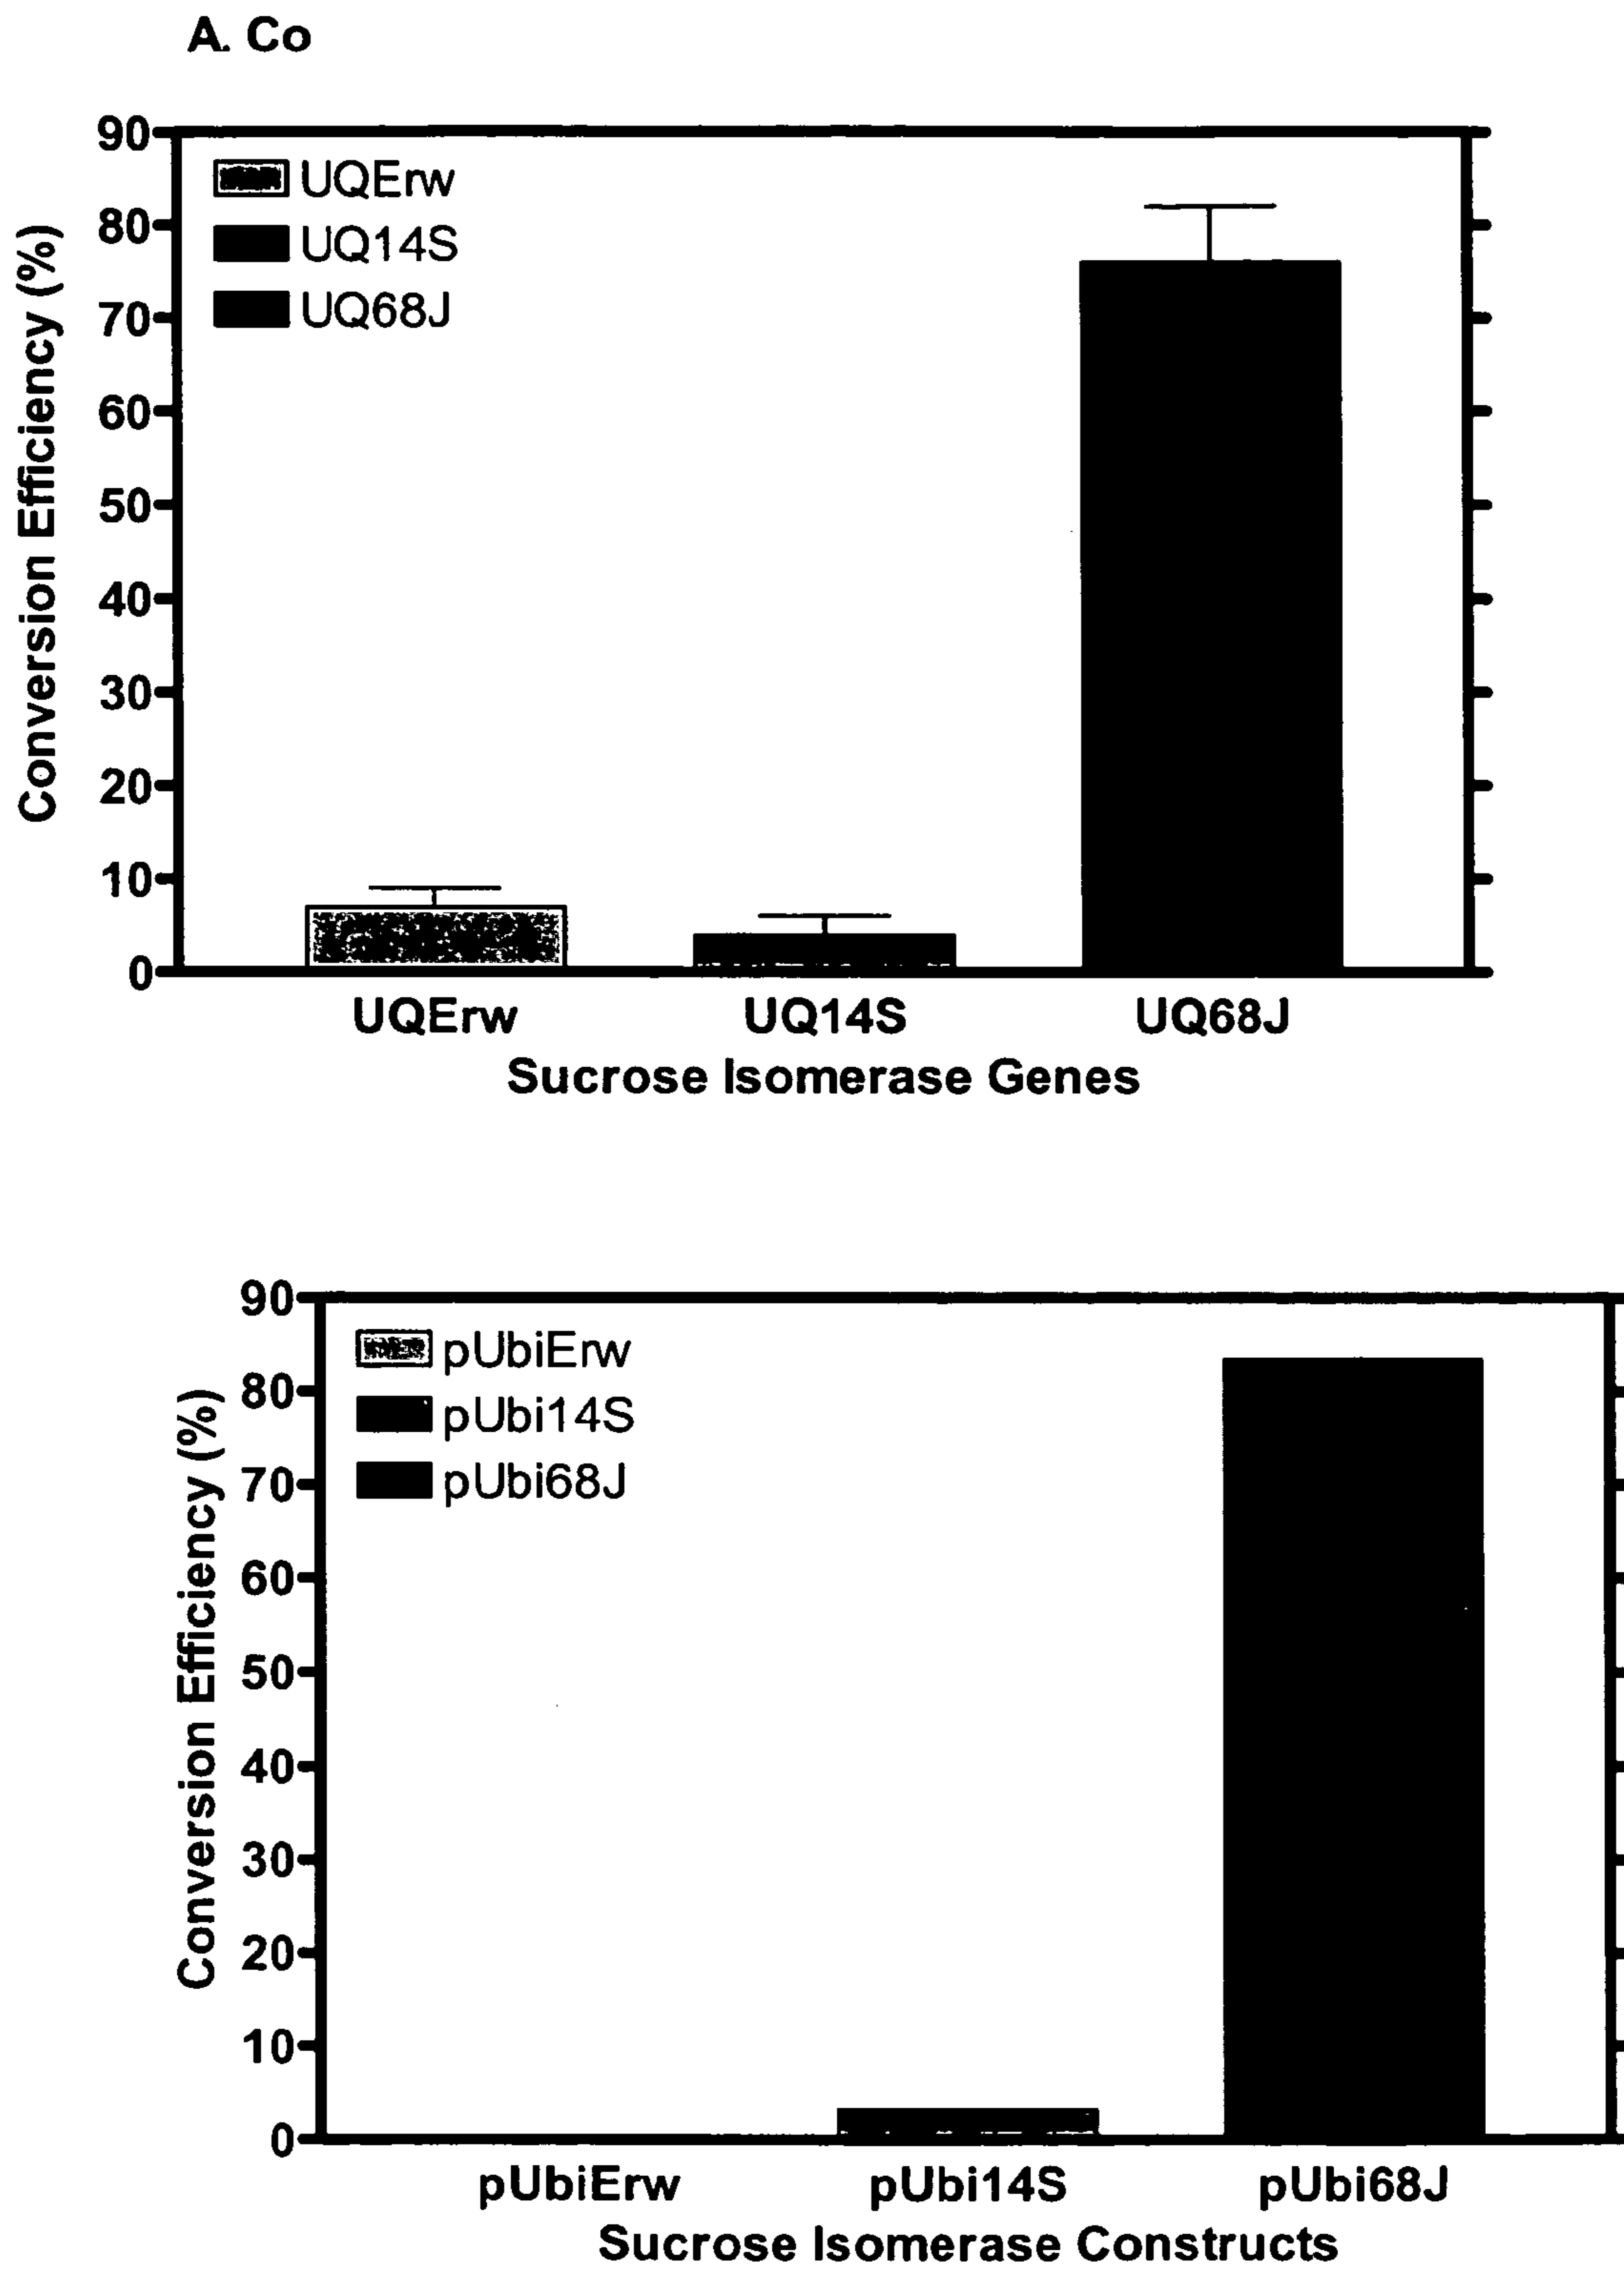 A. Co
90
80
70
60
50
40
30
20
10
0
Conversion Efficiency (%)
UQErw
UQ14S
UQ68J
UQErw UQ14S UQ68J
Sucrose Isomerase Genes
90
80
70
60
50
40
30
20
10
0
Conversion Efficiency (%)
pUbiErw
pUbi14S
pUbi68J
pUbiErw pUbi14S pUbi68J
Sucrose Isomerase Constructs